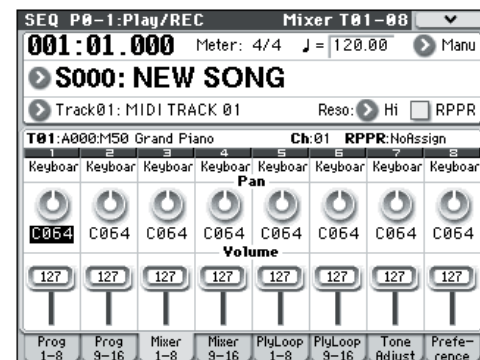 SEQ P0-1:Play/REC Mixer T01-08
001:01.000 Meter: 4/4 ♩= 120.00 Manu
S000: NEW SONG
Track01: MIDI TRACK 01 Reso: Hi RPPR
T01:A000:M50 Grand Piano Ch:01 RPPR:NoAssign
1 2 3 4 5 6 7 8
Keyboar Keyboar Keyboar Keyboar Keyboar Keyboar Keyboar Keyboar
Pan
C064 C064 C064 C064 C064 C064 C064 C064
Volume
127 127 127 127 127 127 127 127
Prog Prog Mixer Mixer PlyLoop PlyLoop Tone Prefe-
1-8 9-16 1-8 9-16 1-8 9-16 Adjust rence